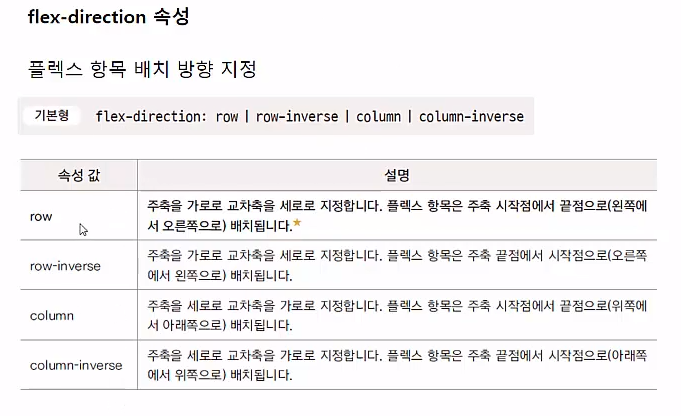 flex-direction 속성
플렉스 항목 배치 방향 지정
기본형 flex-direction: row | row-inverse | column | column-inverse
속성 값 설명
row 주축을 가로로 교차축을 세로로 지정합니다. 플렉스 항목은 주축 시작점에서 끝점으로(왼쪽에
서 오른쪽으로) 배치됩니다.★
row-inverse 주축을 가로로 교차축을 세로로 지정합니다. 플렉스 항목은 주축 끝점에서 시작점으로(오른쪽
에서 왼쪽으로) 배치됩니다.
column 주축을 세로로 교차축을 가로로 지정합니다. 플렉스 항목은 주축 시작점에서 끝점으로(위쪽에
서 아래쪽으로) 배치됩니다.
column-inverse 주축을 세로로 교차축을 가로로 지정합니다. 플렉스 항목은 주축 끝점에서 시작점으로(아래쪽
에서 위쪽으로) 배치됩니다.